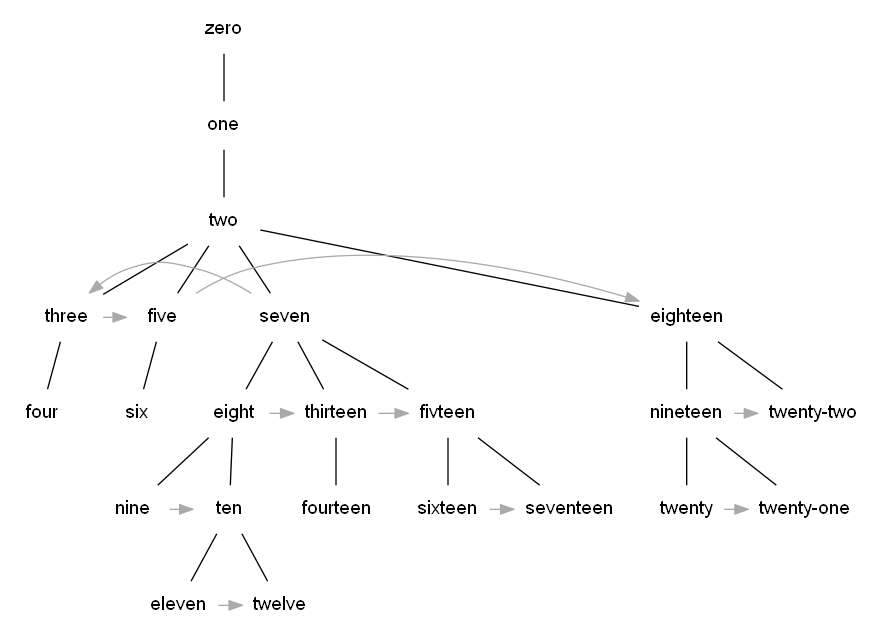 zero
one
two
three five seven eighteen
four six eight thirteen fivteen nineteen twenty-two
nine ten fourteen sixteen seventeen twenty twenty-one
eleven twelve